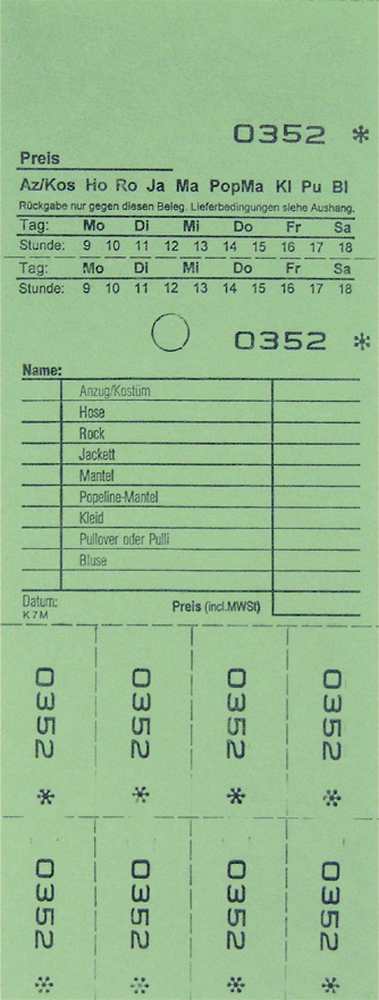 0352 *
Preis
Az/Kos Ho Ro Ja Ma PopMa Kl Pu Bl
Rückgabe nur gegen diesen Beleg. Lieferbedingungen siehe Aushang.
Tag: Mo Di Mi Do Fr Sa
Stunde: 9 10 11 12 13 14 15 16 17 18
Tag: Mo Di Mi Do Fr Sa
Stunde: 9 10 11 12 13 14 15 16 17 18
0352 *
Name:
Anzug/Kostüm
Hose
Rock
Jackett
Mantel
Popeline-Mantel
Kleid
Pullover oder Pulli
Bluse
Datum: Preis (incl.MWSt)
K7M
0352 * 0352 * 0352 * 0352 *
0352 * 0352 * 0352 * 0352 *